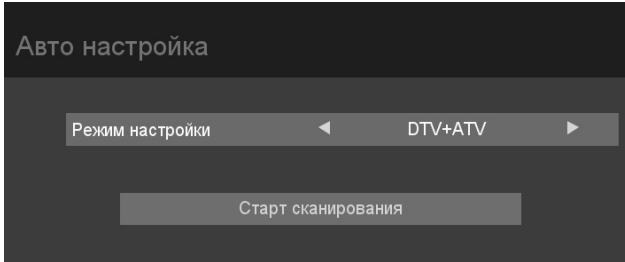 Авто настройка
Режим настройки DTV+ATV
Старт сканирования